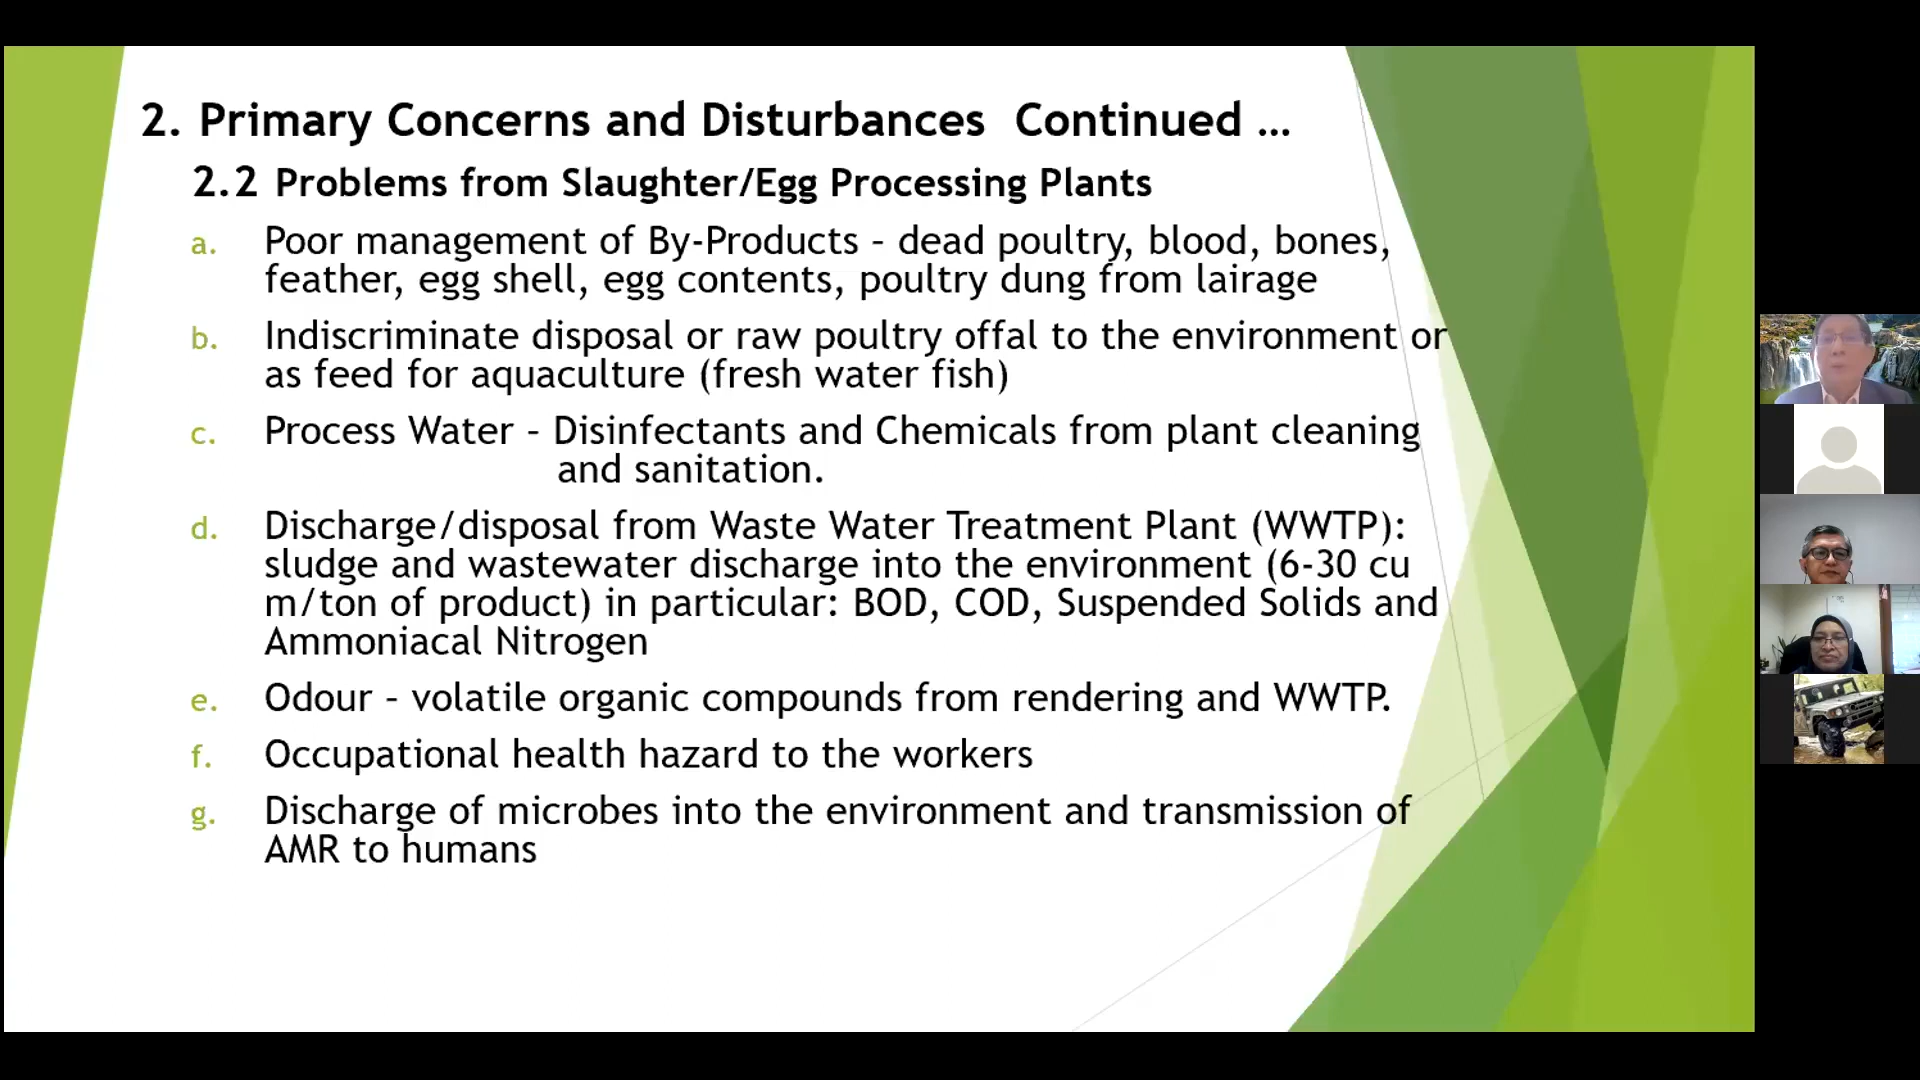 2. Primary Concerns and Disturbances Continued ...
2.2 Problems from Slaughter/Egg Processing Plants
a. Poor management of By-Products – dead poultry, blood, bones,
feather, egg shell, egg contents, poultry dung from lairage
b. Indiscriminate disposal or raw poultry offal to the environment or
as feed for aquaculture (fresh water fish)
c. Process Water – Disinfectants and Chemicals from plant cleaning
and sanitation.
d. Discharge/disposal from Waste Water Treatment Plant (WWTP):
sludge and wastewater discharge into the environment (6-30 cu
m/ton of product) in particular: BOD, COD, Suspended Solids and
Ammoniacal Nitrogen
e. Odour – volatile organic compounds from rendering and WWTP.
f. Occupational health hazard to the workers
g. Discharge of microbes into the environment and transmission of
AMR to humans